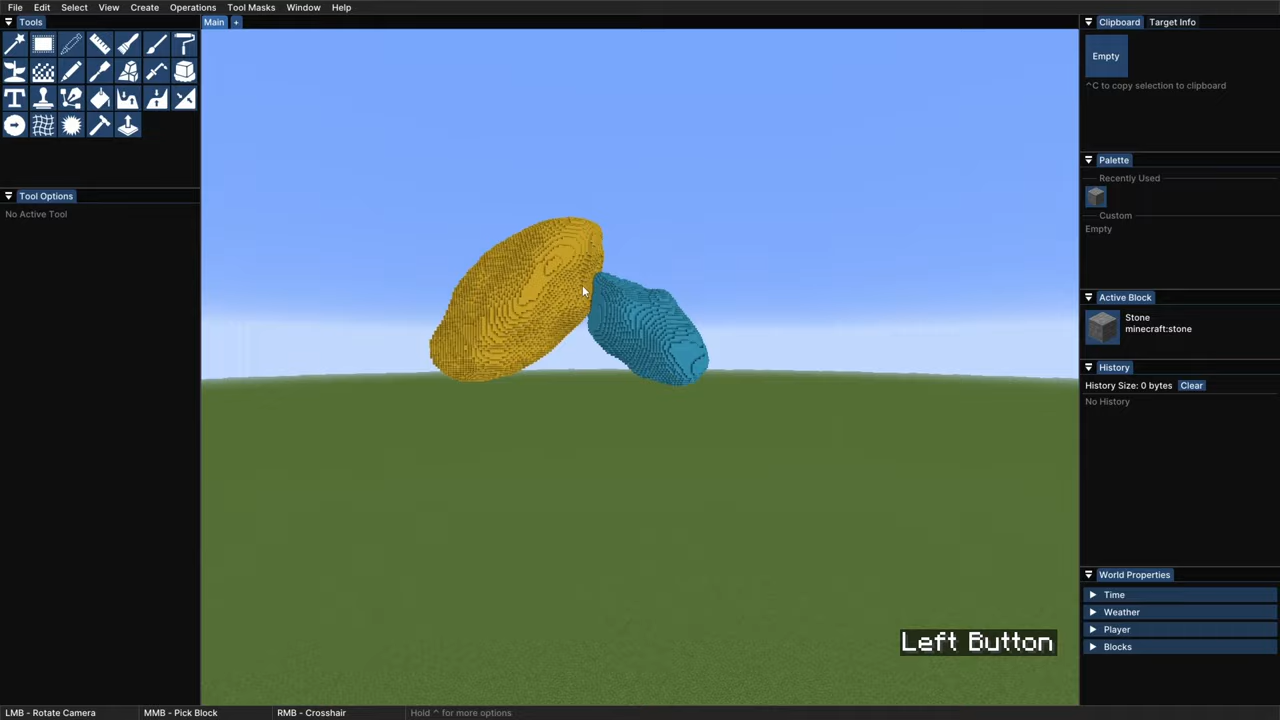 File Edit Select View Create Operations Tool Masks Window Help
Tools
Main +
Clipboard Target Info
Empty
^C to copy selection to clipboard
Palette
Recently Used
Custom
Empty
Tool Options
No Active Tool
Active Block
Stone
minecraft:stone
History
History Size: 0 bytes Clear
No History
World Properties
Time
Weather
Player
Blocks
Left Button
LMB - Rotate Camera MMB - Pick Block RMB - Crosshair Hold ^ for more options